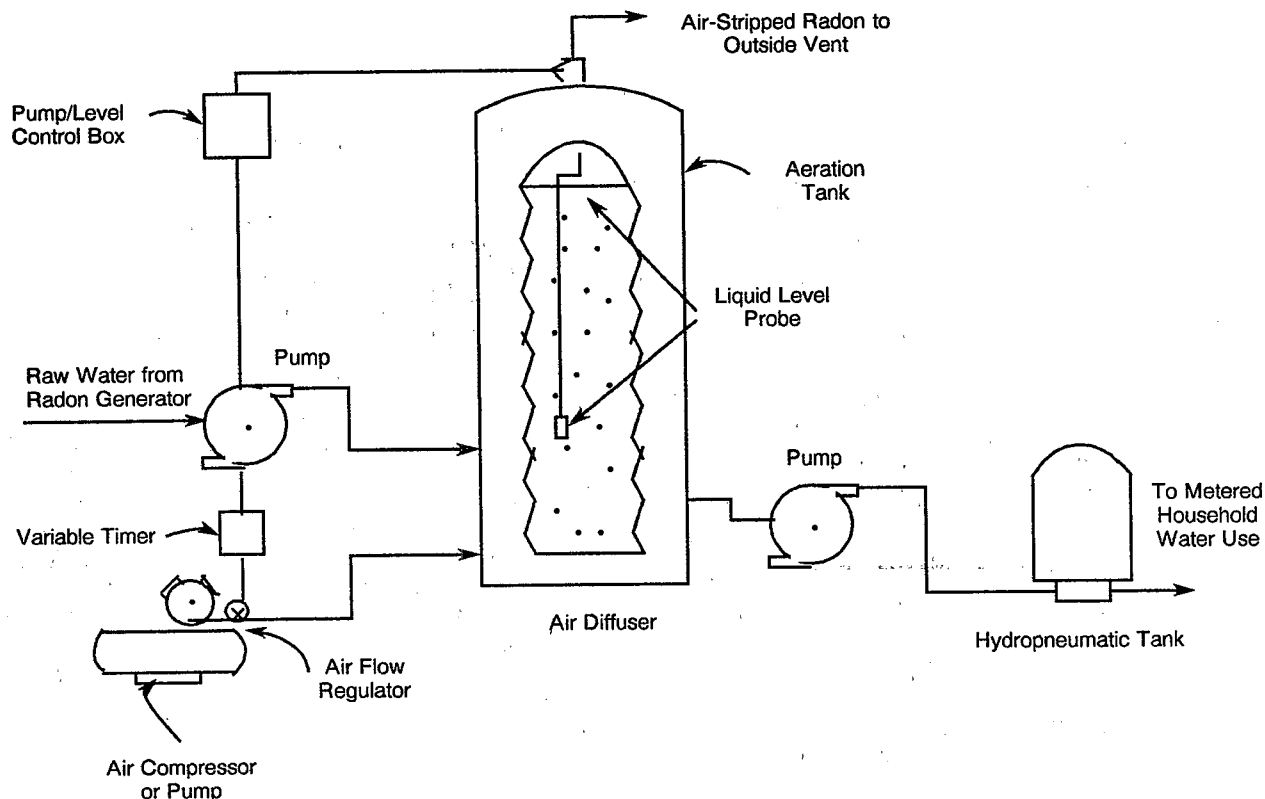 Air-Stripped Radon to
Outside Vent
Pump/Level
Control Box
Aeration
Tank
Liquid Level
Probe
Pump
Raw Water from
Radon Generator
Pump
To Metered
Household
Water Use
Variable Timer
Air Diffuser
Hydropneumatic Tank
Air Flow
Regulator
Air Compressor
or Pump